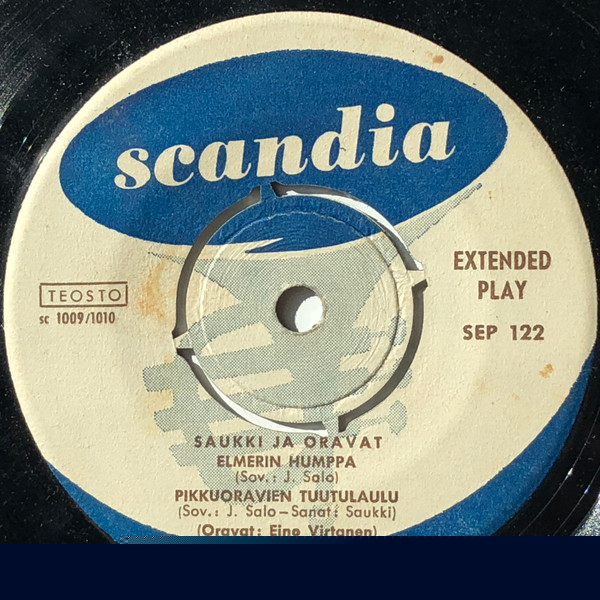 scandia
EXTENDED
PLAY
TEOSTO
sc 1009/1010
SEP 122
SAUKKI JA ORAVAT
ELMERIN HUMPPA
(Sov.: J. Salo)
PIKKUORAVIEN TUUTULAULU
(Sov.: J. Salo – Sanat: Saukki)
(Oravat: Eino Virtanen)